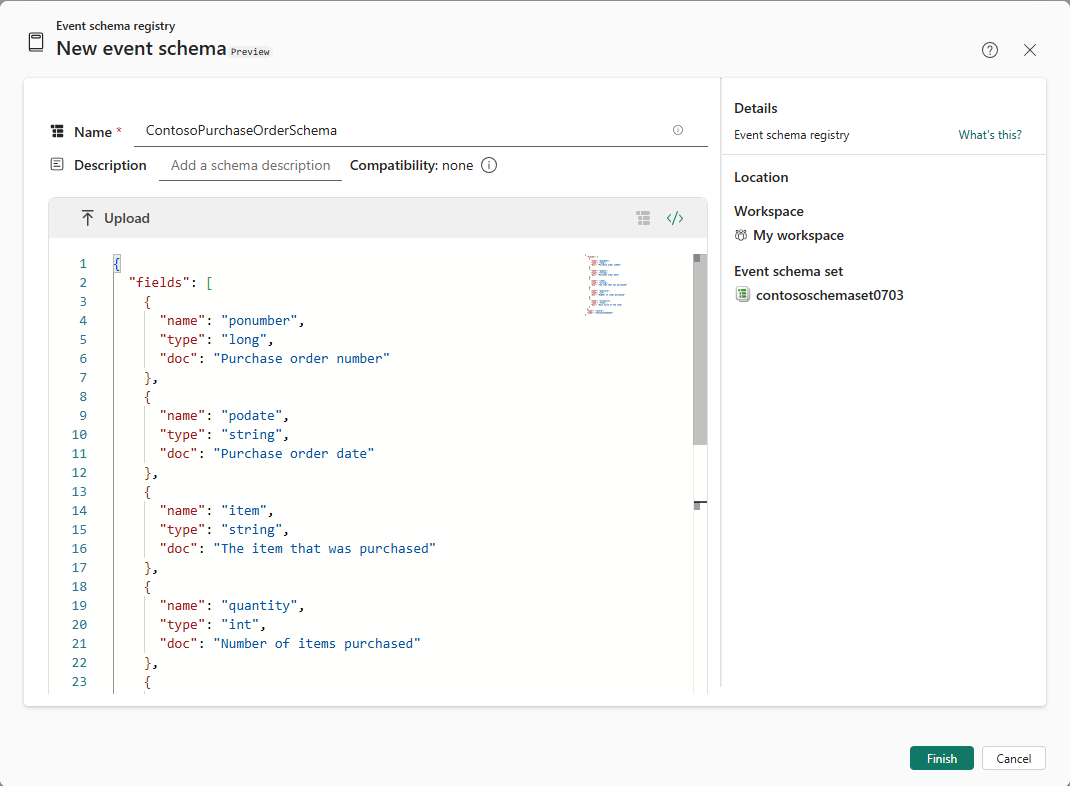 Event schema registry
New event schema Preview
Name *
ContosoPurchaseOrderSchema
Description
Add a schema description
Compatibility: none
Upload
</>
1 {
2 "fields": [
3 {
4 "name": "ponumber",
5 "type": "long",
6 "doc": "Purchase order number"
7 },
8 {
9 "name": "podate",
10 "type": "string",
11 "doc": "Purchase order date"
12 },
13 {
14 "name": "item",
15 "type": "string",
16 "doc": "The item that was purchased"
17 },
18 {
19 "name": "quantity",
20 "type": "int",
21 "doc": "Number of items purchased"
22 },
23 {
Details
Event schema registry
What's this?
Location
Workspace
My workspace
Event schema set
contososchemaset0703
Finish
Cancel